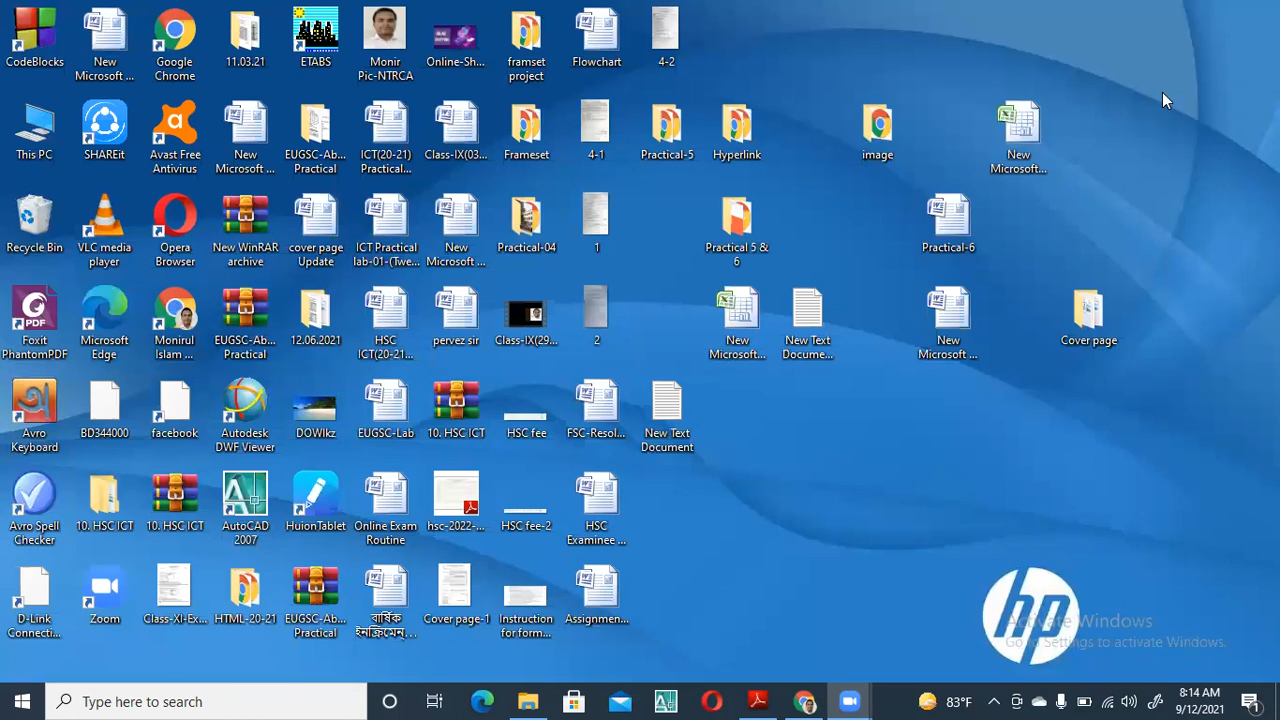 CodeBlocks
New
Microsoft ...
Google
Chrome
11.03.21
ETABS
Monir
Pic-NTRCA
Online-Sh...
framset
project
Flowchart
4-2
This PC
SHAREit
Avast Free
Antivirus
New
Microsoft ...
EUGSC-Ab...
Practical
ICT(20-21)
Practical...
Class-IX(03...
Frameset
4-1
Practical-5
Hyperlink
image
New
Microsoft...
Recycle Bin
VLC media
player
Opera
Browser
New WinRAR
archive
cover page
Update
ICT Practical
lab-01-(Twe...
New
Microsoft ...
Practical-04
1
Practical 5 &
6
Practical-6
Foxit
PhantomPDF
Microsoft
Edge
Monirul
Islam ...
EUGSC-Ab...
Practical
12.06.2021
HSC
ICT(20-21...
pervez sir
Class-IX(29...
2
New
Microsoft...
New Text
Docume...
New
Microsoft ...
Cover page
Avro
Keyboard
BD344000
facebook
Autodesk
DWF Viewer
DOWIkz
EUGSC-Lab
10. HSC ICT
HSC fee
FSC-Resol...
New Text
Document
Avro Spell
Checker
10. HSC ICT
10. HSC ICT
AutoCAD
2007
HuionTablet
Online Exam
Routine
hsc-2022-...
HSC fee-2
HSC
Examinee ...
D-Link
Connecti...
Zoom
Class-XI-Ex...
HTML-20-21
EUGSC-Ab...
Practical
বার্ষিক
ইনক্রিমেন্...
Cover page-1
Instruction
for form...
Assignmen...
hp
Activate Windows
Go to Settings to activate Windows.
Type here to search
83°F
8:14 AM
9/12/2021
1